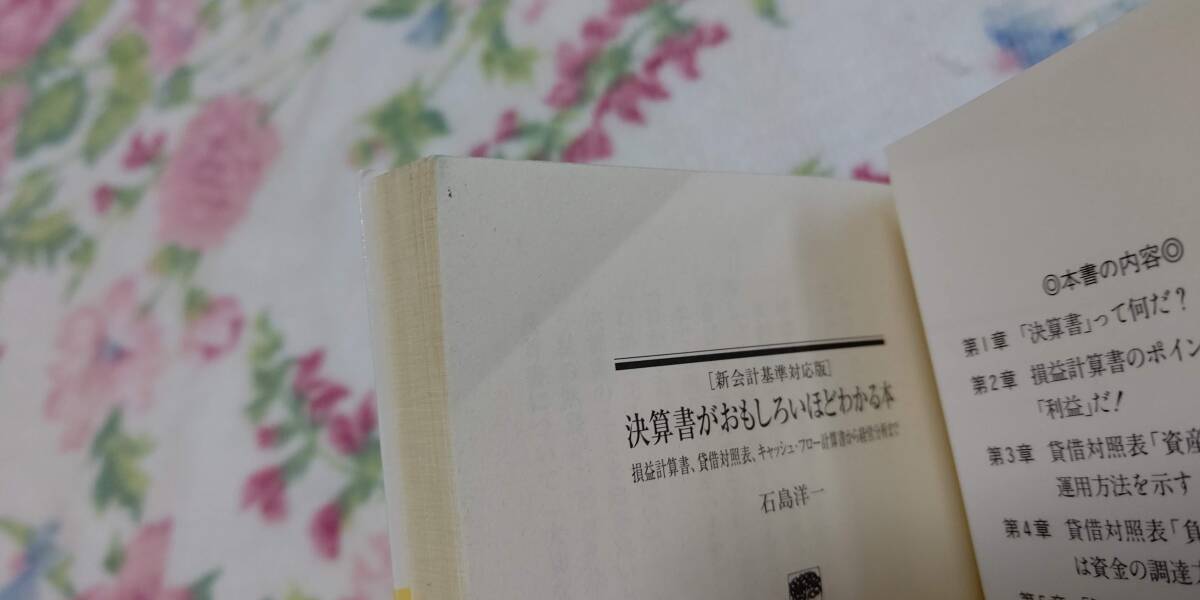 [新会計基準対応版]
決算書がおもしろいほどわかる本
損益計算書、貸借対照表、キャッシュ・フロー計算書から経営分析まで
石島洋一
◎本書の内容◎
第1章 「決算書」って何だ?
第2章 損益計算書のポイン
「利益」だ!
第3章 貸借対照表「資産
運用方法を示す
第4章 貸借対照表「負
は資金の調達方
第5章